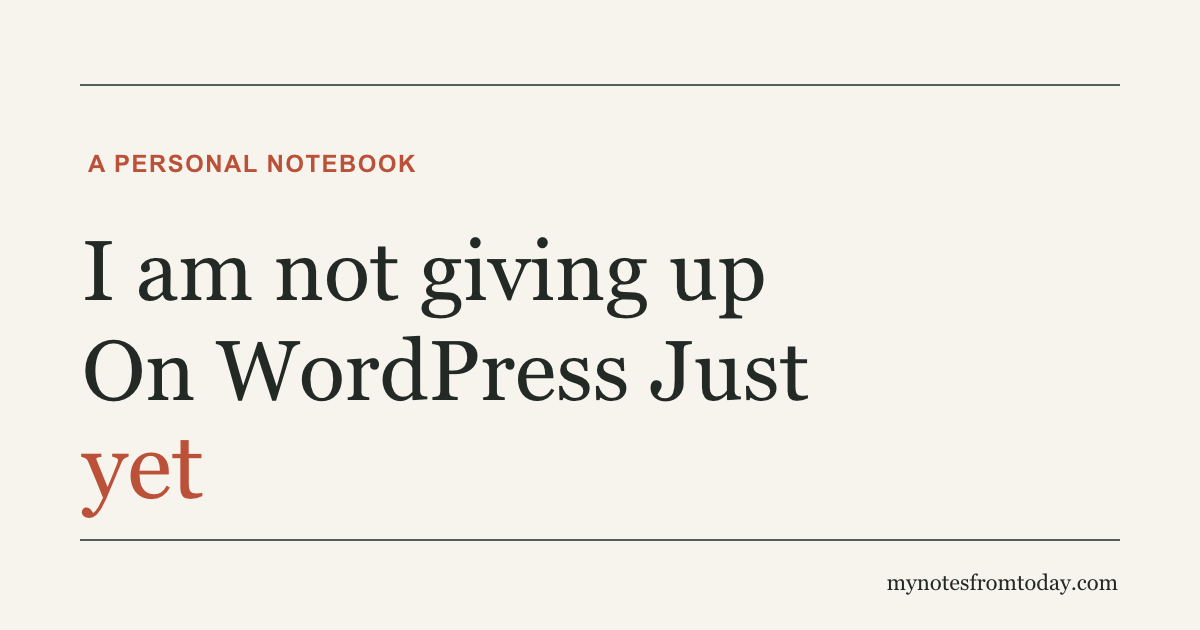 A PERSONAL NOTEBOOK
I am not giving up
On WordPress Just
yet
mynotesfromtoday.com